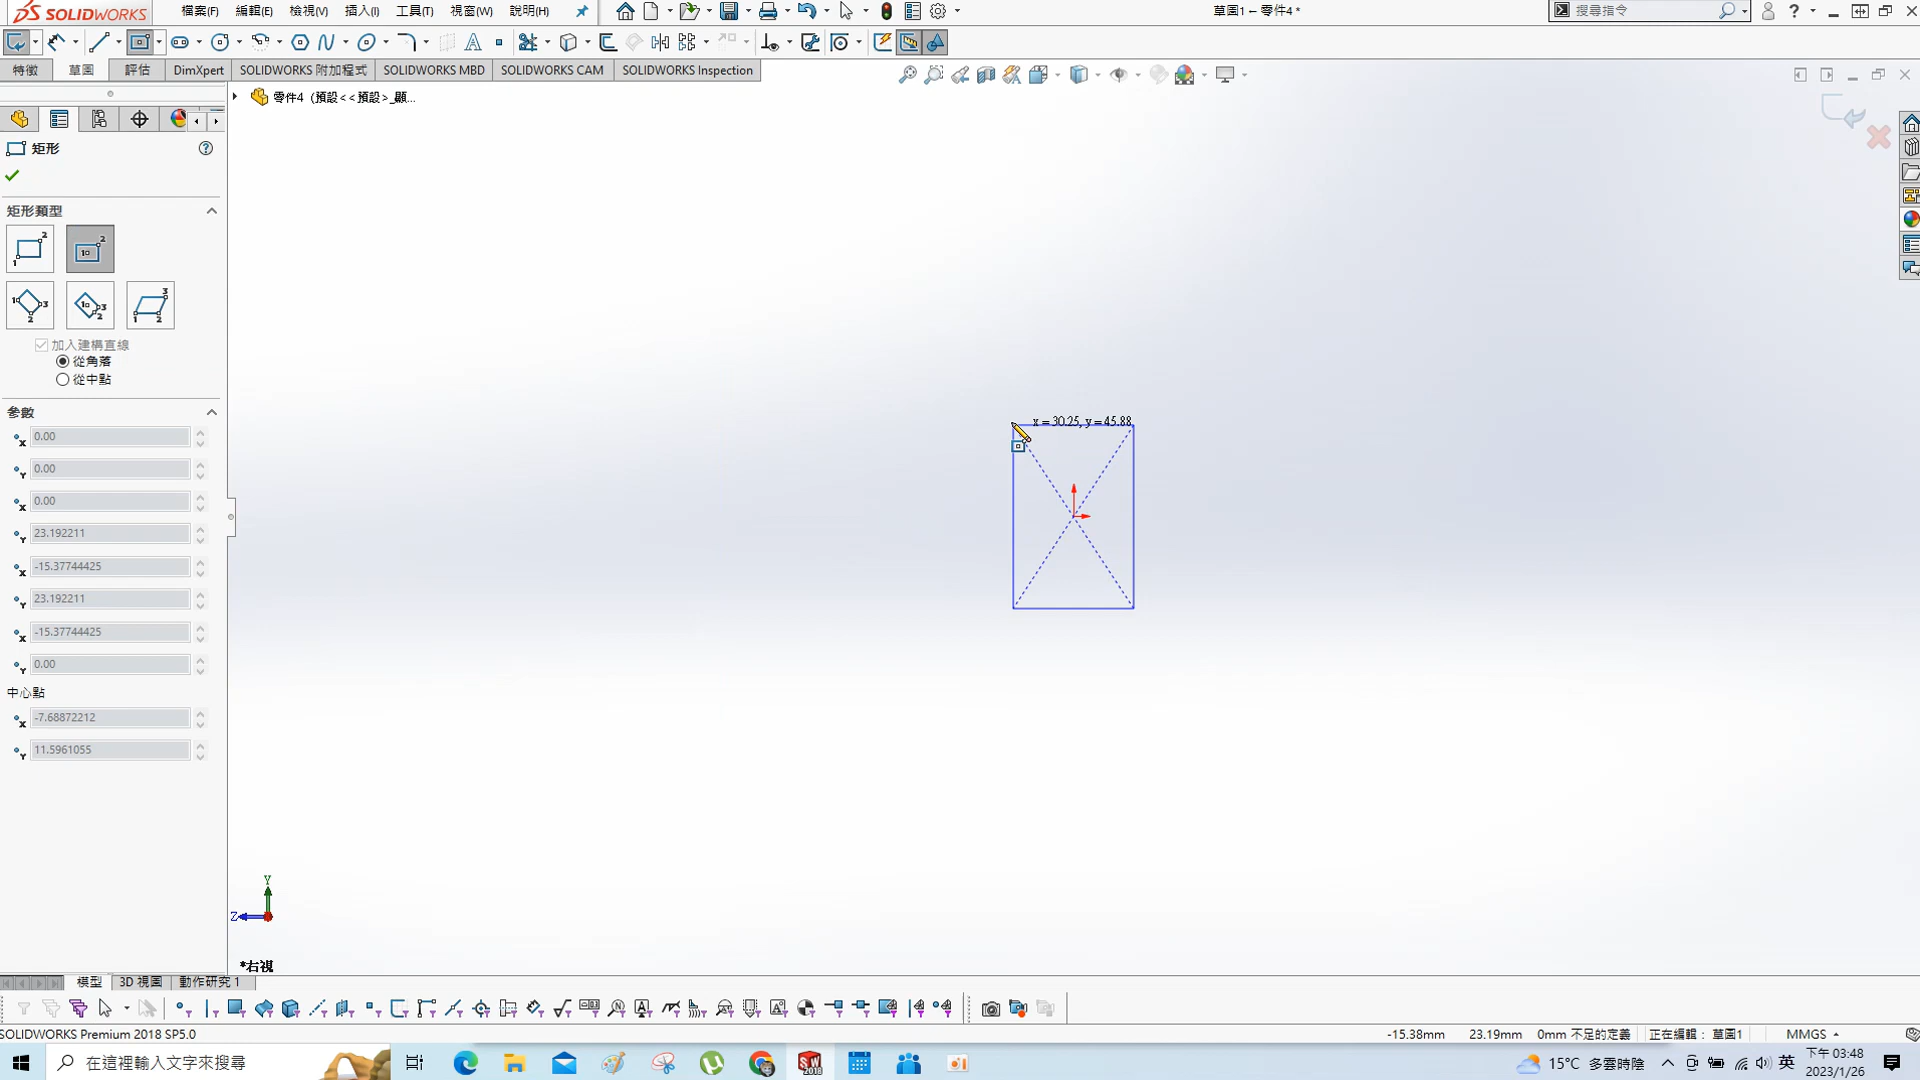 SOLIDWORKS 檔案(F) 編輯(E) 檢視(V) 插入(I) 工具(T) 視窗(W) 說明(H) 草圖1 ─ 零件4 * 搜尋指令
特徵 草圖 評估 DimXpert SOLIDWORKS 附加程式 SOLIDWORKS MBD SOLIDWORKS CAM SOLIDWORKS Inspection
零件4 (預設<<預設>_顯...
矩形
矩形類型
加入建構直線
從角落
從中點
參數
0.00
0.00
0.00
23.192211
-15.37744425
23.192211
-15.37744425
0.00
中心點
-7.68872212
11.5961055
x = 30.25, y = 45.88
Y
Z
*右視
模型 3D 視圖 動作研究 1
SOLIDWORKS Premium 2018 SP5.0 -15.38mm 23.19mm 0mm 不足的定義 正在編輯： 草圖1 MMGS
在這裡輸入文字來搜尋 15°C 多雲時陰 英 下午 03:48
2023/1/26